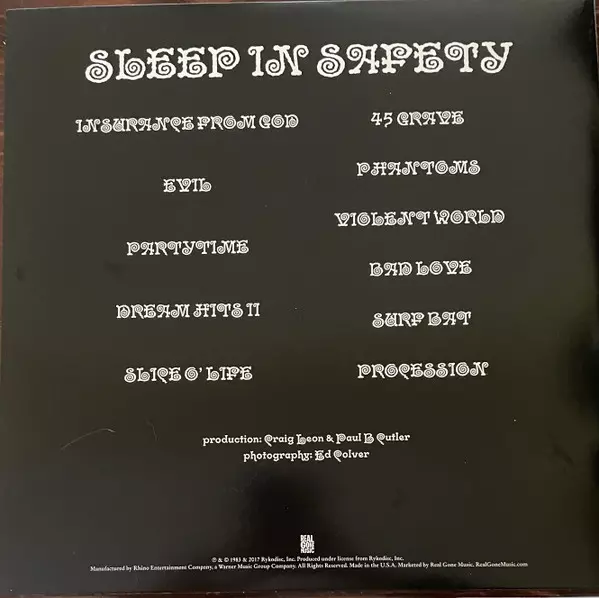 SLEEP IN SAFETY
INSURANCE FROM GOD
EVIL
PARTYTIME
DREAM HITS II
SLICE O' LIFE
45 GRAVE
PHANTOMS
VIOLENT WORLD
BAD LOVE
SURF BAT
PROCESSION
production: Craig Leon & Paul B Cutler
photography: Ed Colver
REAL
GONE
MUSIC
℗ & © 1983 & 2017 Rykodisc, Inc. Produced under license from Rykodisc, Inc.
Manufactured by Rhino Entertainment Company, a Warner Music Group Company. All Rights Reserved. Made in the U.S.A. Marketed by Real Gone Music. RealGoneMusic.com